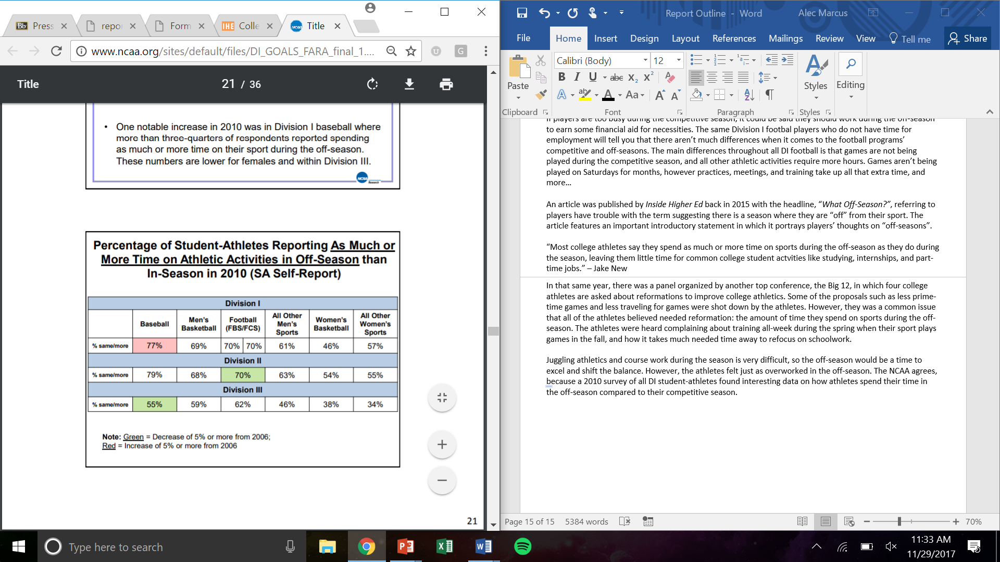 Press
repor
Form
IHE Colle
Title
www.ncaa.org/sites/default/files/DI_GOALS_FARA_final_1....
Title
21 / 36
• One notable increase in 2010 was in Division I baseball where
more than three-quarters of respondents reported spending
as much or more time on their sport during the off-season.
These numbers are lower for females and within Division III.
NCAA
Research
Percentage of Student-Athletes Reporting As Much or
More Time on Athletic Activities in Off-Season than
In-Season in 2010 (SA Self-Report)
Division I
Baseball Men's Basketball Football (FBS/FCS) All Other Men's Sports Women's Basketball All Other Women's Sports
% same/more 77% 69% 70% 70% 61% 46% 57%
Division II
% same/more 79% 68% 70% 63% 54% 55%
Division III
% same/more 55% 59% 62% 46% 38% 34%
Note: Green = Decrease of 5% or more from 2006;
Red = Increase of 5% or more from 2006
21
Report Outline - Word
Alec Marcus
File Home Insert Design Layout References Mailings Review View Tell me Share
Calibri (Body) 12
Paste
Styles
Editing
Clipboard Font Paragraph Styles
If players are too busy during the competitive season, it could be said they should work during the off-season
to earn some financial aid for necessities. The same Division I footbal players who do not have time for
employment will tell you that there aren't much differences when it comes to the football programs'
competitive and off-seasons. The main differences throughout all DI football is that games are not being
played during the competitive season, and all other athletic activities require more hours. Games aren't being
played on Saturdays for months, however practices, meetings, and training take up all that extra time, and
more...
An article was published by Inside Higher Ed back in 2015 with the headline, "What Off-Season?", referring to
players have trouble with the term suggesting there is a season where they are "off" from their sport. The
article features an important introductory statement in which it portrays players' thoughts on "off-seasons".
"Most college athletes say they spend as much or more time on sports during the off-season as they do during
the season, leaving them little time for common college student actvities like studying, internships, and part-
time jobs." – Jake New
In that same year, there was a panel organized by another top conference, the Big 12, in which four college
athletes are asked about reformations to improve college athletics. Some of the proposals such as less prime-
time games and less traveling for games were shot down by the athletes. However, they was a common issue
that all of the athletes believed needed reformation: the amount of time they spend on sports during the off-
season. The athletes were heard complaining about training all-week during the spring when their sport plays
games in the fall, and how it takes much needed time away to refocus on schoolwork.
Juggling athletics and course work during the season is very difficult, so the off-season would be a time to
excel and shift the balance. However, the athletes felt just as overworked in the off-season. The NCAA agrees,
because a 2010 survey of all DI student-athletes found interesting data on how athletes spend their time in
the off-season compared to their competitive season.
Page 15 of 15 5384 words
70%
Type here to search
11:33 AM
11/29/2017